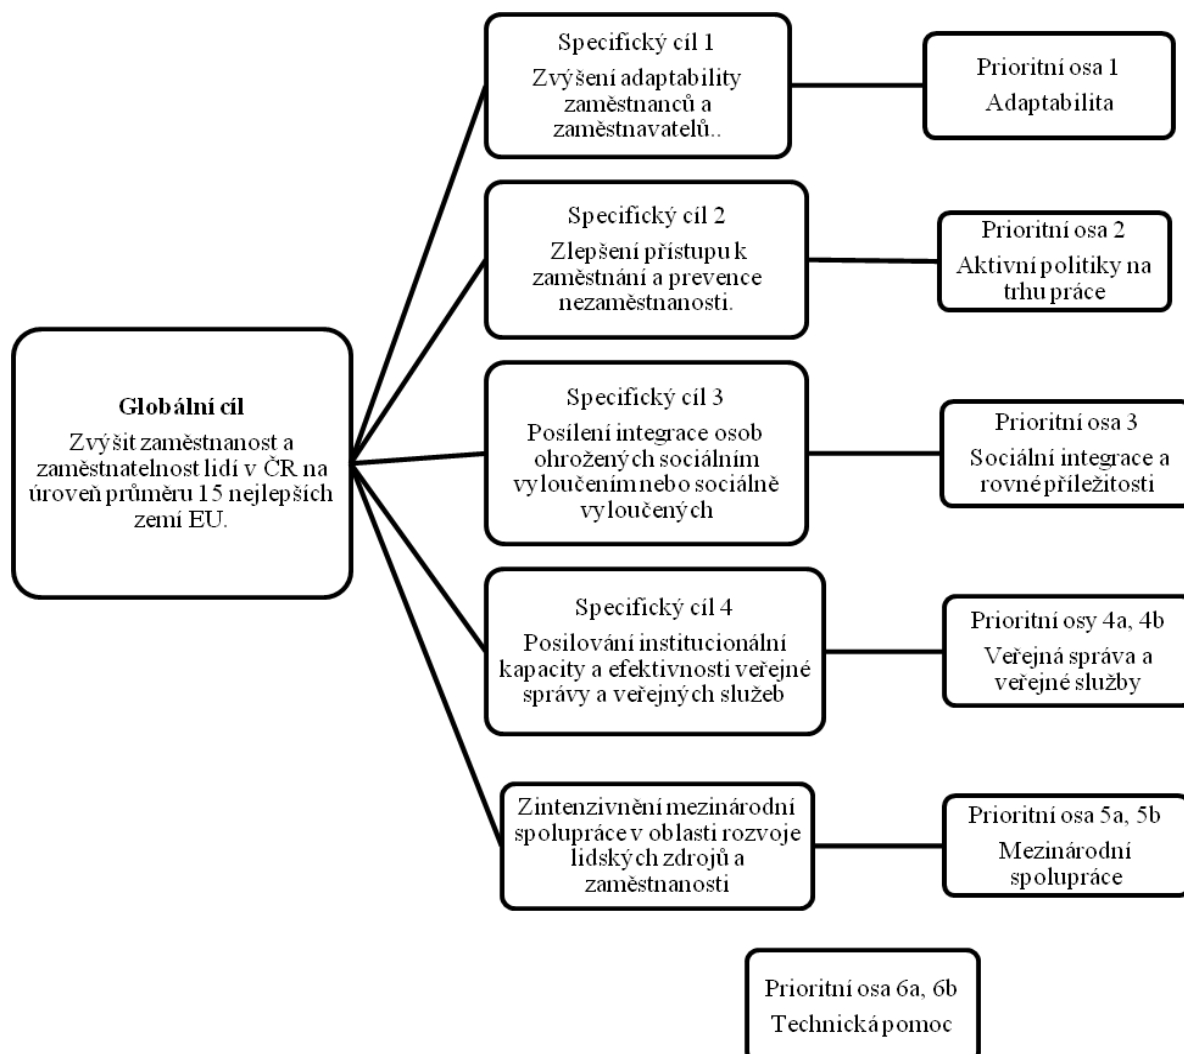 Globální cíl
Zvýšit zaměstnanost a
zaměstnatelnost lidí v ČR na
úroveň průměru 15 nejlepších
zemí EU.
Specifický cíl 1
Zvýšení adaptability
zaměstnanců a
zaměstnavatelů..
Prioritní osa 1
Adaptabilita
Specifický cíl 2
Zlepšení přístupu k
zaměstnání a prevence
nezaměstnanosti.
Prioritní osa 2
Aktivní politiky na
trhu práce
Specifický cíl 3
Posílení integrace osob
ohrožených sociálním
vyloučením nebo sociálně
vyloučených
Prioritní osa 3
Sociální integrace a
rovné příležitosti
Specifický cíl 4
Posilování institucionální
kapacity a efektivnosti veřejné
správy a veřejných služeb
Prioritní osy 4a, 4b
Veřejná správa a
veřejné služby
Zintenzivnění mezinárodní
spolupráce v oblasti rozvoje
lidských zdrojů a
zaměstnanosti
Prioritní osa 5a, 5b
Mezinárodní
spolupráce
Prioritní osa 6a, 6b
Technická pomoc